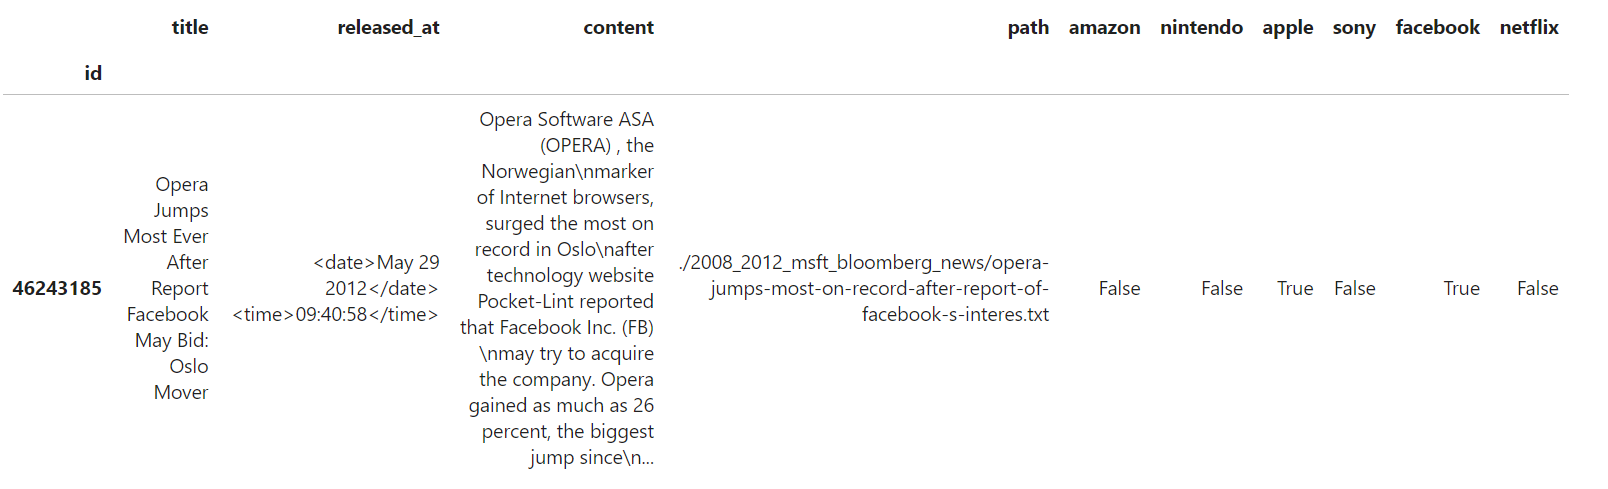 title released_at content path amazon nintendo apple sony facebook netflix
id
46243185
Opera
Jumps
Most Ever
After
Report
Facebook
May Bid:
Oslo
Mover
<date>May 29
2012</date>
<time>09:40:58</time>
Opera Software ASA
(OPERA) , the
Norwegian\nmarker
of Internet browsers,
surged the most on
record in Oslo\nafter
technology website
Pocket-Lint reported
that Facebook Inc. (FB)
\nmay try to acquire
the company. Opera
gained as much as 26
percent, the biggest
jump since\n...
./2008_2012_msft_bloomberg_news/opera-
jumps-most-on-record-after-report-of-
facebook-s-interes.txt
False False True False True False